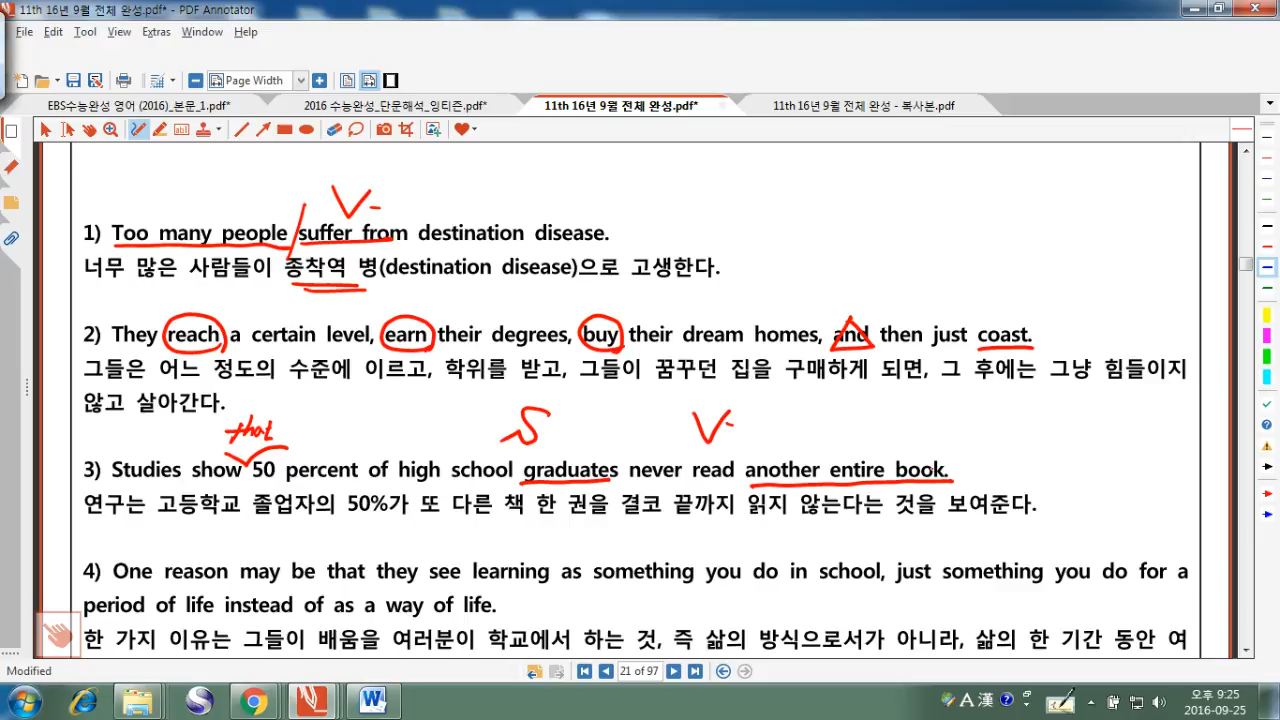 11th 16년 9월 전체 완성.pdf* - PDF Annotator
File Edit Tool View Extras Window Help
Page Width
EBS수능완성 영어 (2016)_본문_1.pdf* 2016 수능완성_단문해석_잉티즌.pdf* 11th 16년 9월 전체 완성.pdf* 11th 16년 9월 전체 완성 - 복사본.pdf
V
1) Too many people suffer from destination disease.
너무 많은 사람들이 종착역 병(destination disease)으로 고생한다.
2) They reach a certain level, earn their degrees, buy their dream homes, and then just coast.
그들은 어느 정도의 수준에 이르고, 학위를 받고, 그들이 꿈꾸던 집을 구매하게 되면, 그 후에는 그냥 힘들이지
않고 살아간다.
that S V
3) Studies show 50 percent of high school graduates never read another entire book.
연구는 고등학교 졸업자의 50%가 또 다른 책 한 권을 결코 끝까지 읽지 않는다는 것을 보여준다.
4) One reason may be that they see learning as something you do in school, just something you do for a
period of life instead of as a way of life.
한 가지 이유는 그들이 배움을 여러분이 학교에서 하는 것, 즉 삶의 방식으로서가 아니라, 삶의 한 기간 동안 여
Modified 21 of 97
A 漢 오후 9:25
2016-09-25